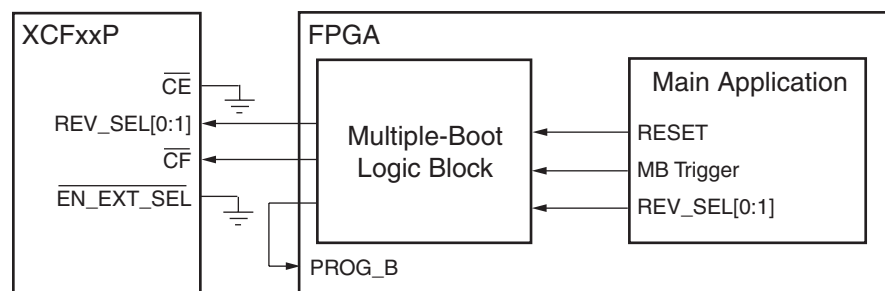 XCFxxP
CE
REV_SEL[0:1]
CF
EN_EXT_SEL
FPGA
Multiple-Boot
Logic Block
PROG_B
Main Application
RESET
MB Trigger
REV_SEL[0:1]